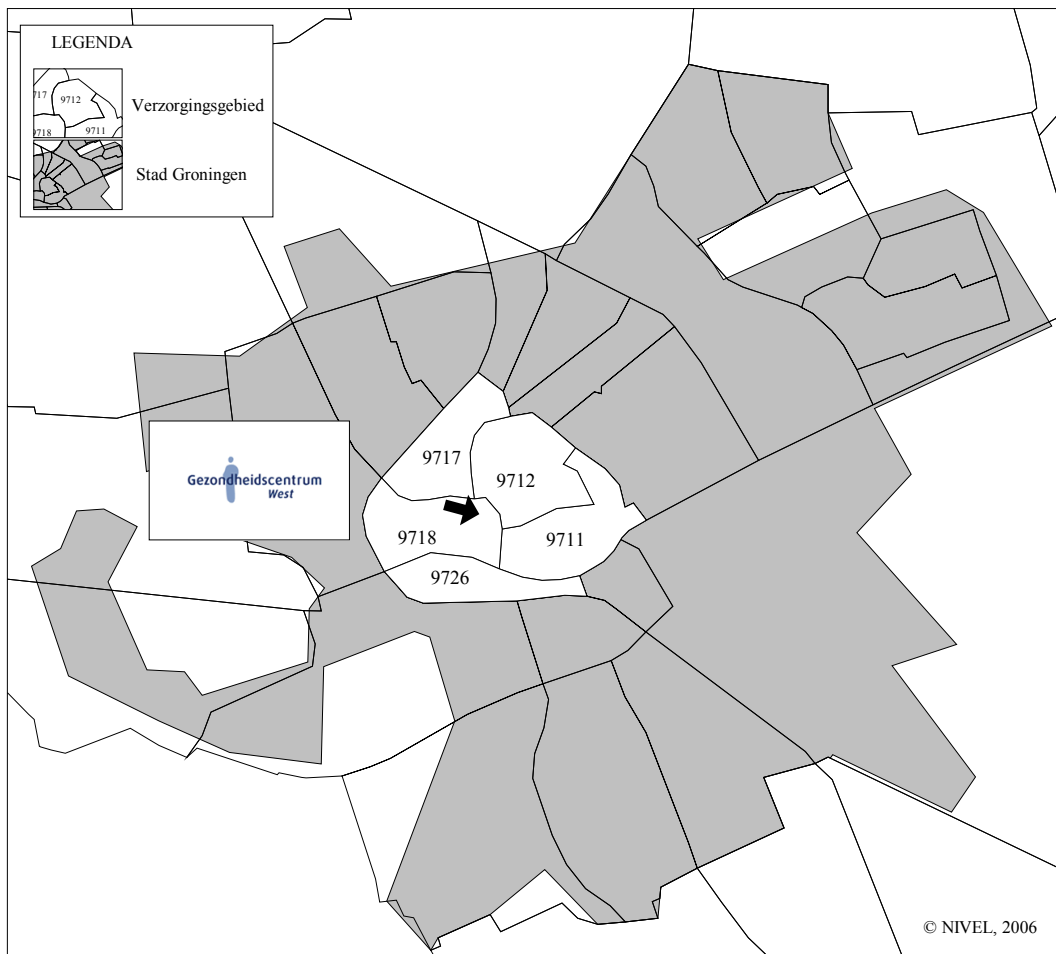 LEGENDA
717
9712
9718
9711
Verzorgingsgebied
Stad Groningen
Gezondheidscentrum
West
9717
9712
9718
9711
9726
© NIVEL, 2006